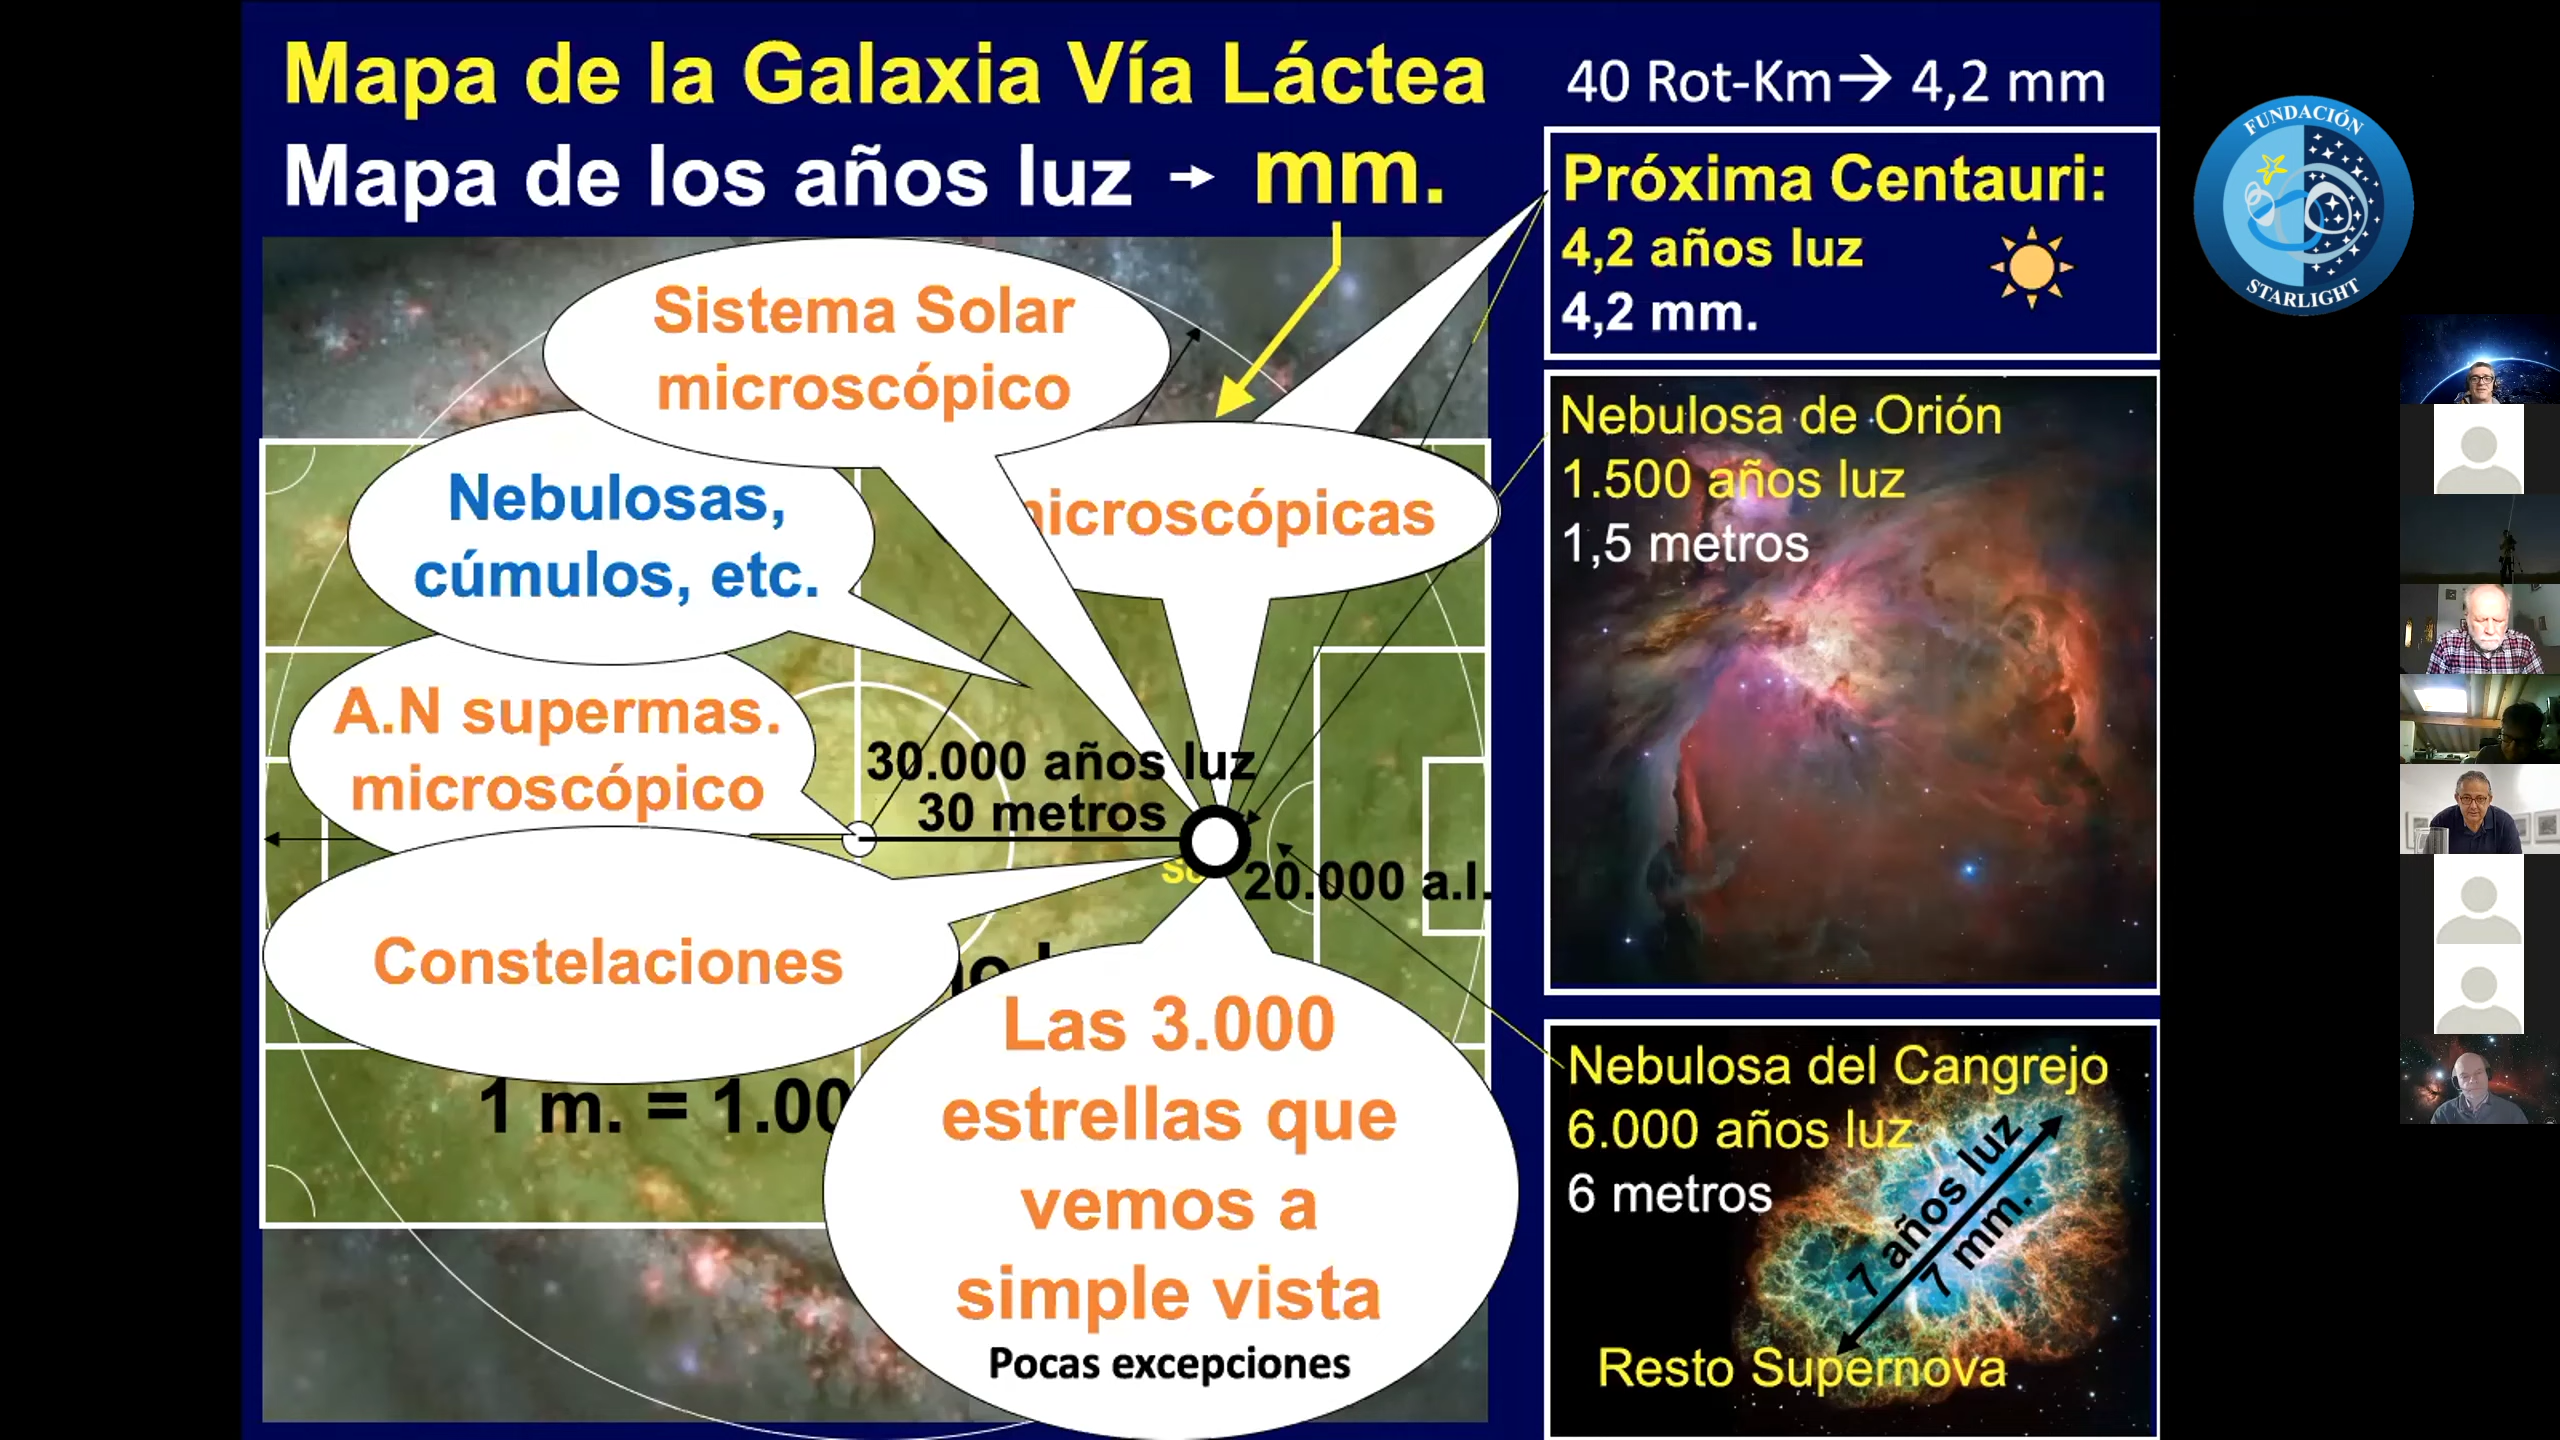 Mapa de la Galaxia Vía Láctea
Mapa de los años luz → mm.
40 Rot-Km→ 4,2 mm
FUNDACIÓN
STARLIGHT
Próxima Centauri:
4,2 años luz
4,2 mm.
Sistema Solar
microscópico
Nebulosas,
cúmulos, etc.
microscópicas
A.N supermas.
microscópico
30.000 años luz
30 metros
20.000 a.l.
Constelaciones
1 m. = 1.00
Las 3.000
estrellas que
vemos a
simple vista
Pocas excepciones
Nebulosa de Orión
1.500 años luz
1,5 metros
Nebulosa del Cangrejo
6.000 años luz
6 metros
7 años luz
7 mm.
Resto Supernova